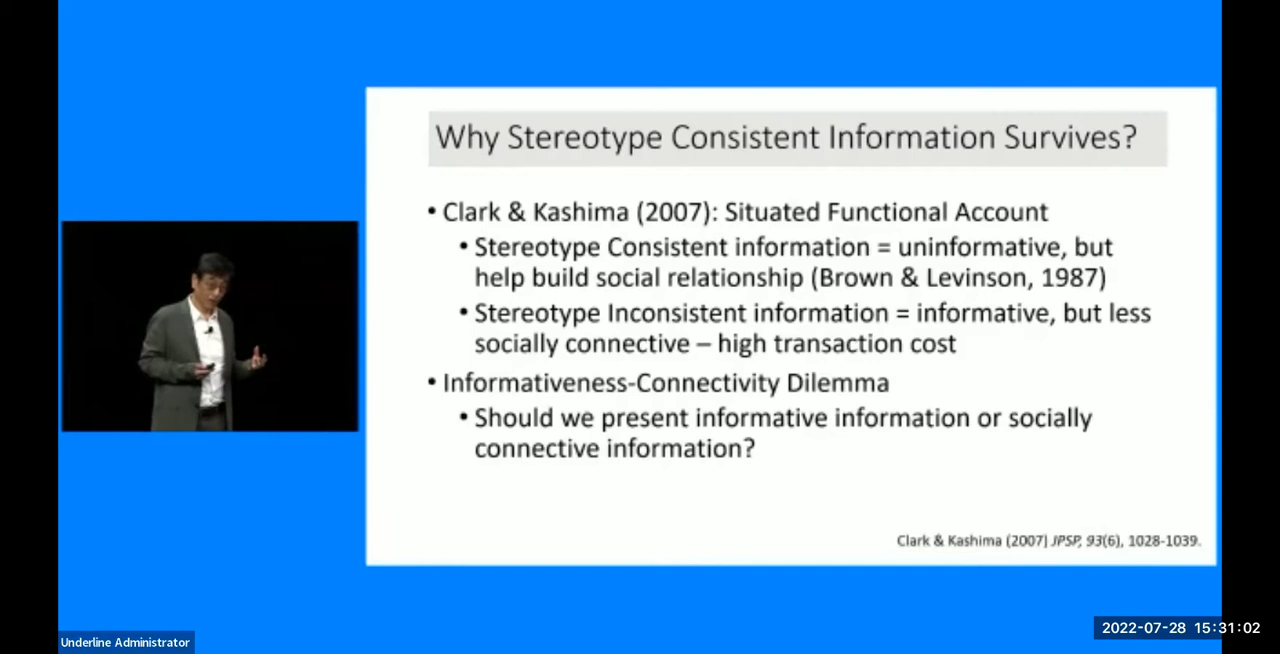 Why Stereotype Consistent Information Survives?
• Clark & Kashima (2007): Situated Functional Account
• Stereotype Consistent information = uninformative, but
help build social relationship (Brown & Levinson, 1987)
• Stereotype Inconsistent information = informative, but less
socially connective – high transaction cost
• Informativeness-Connectivity Dilemma
• Should we present informative information or socially
connective information?
Clark & Kashima (2007) JPSP, 93(6), 1028-1039.
Underline Administrator
2022-07-28 15:31:02